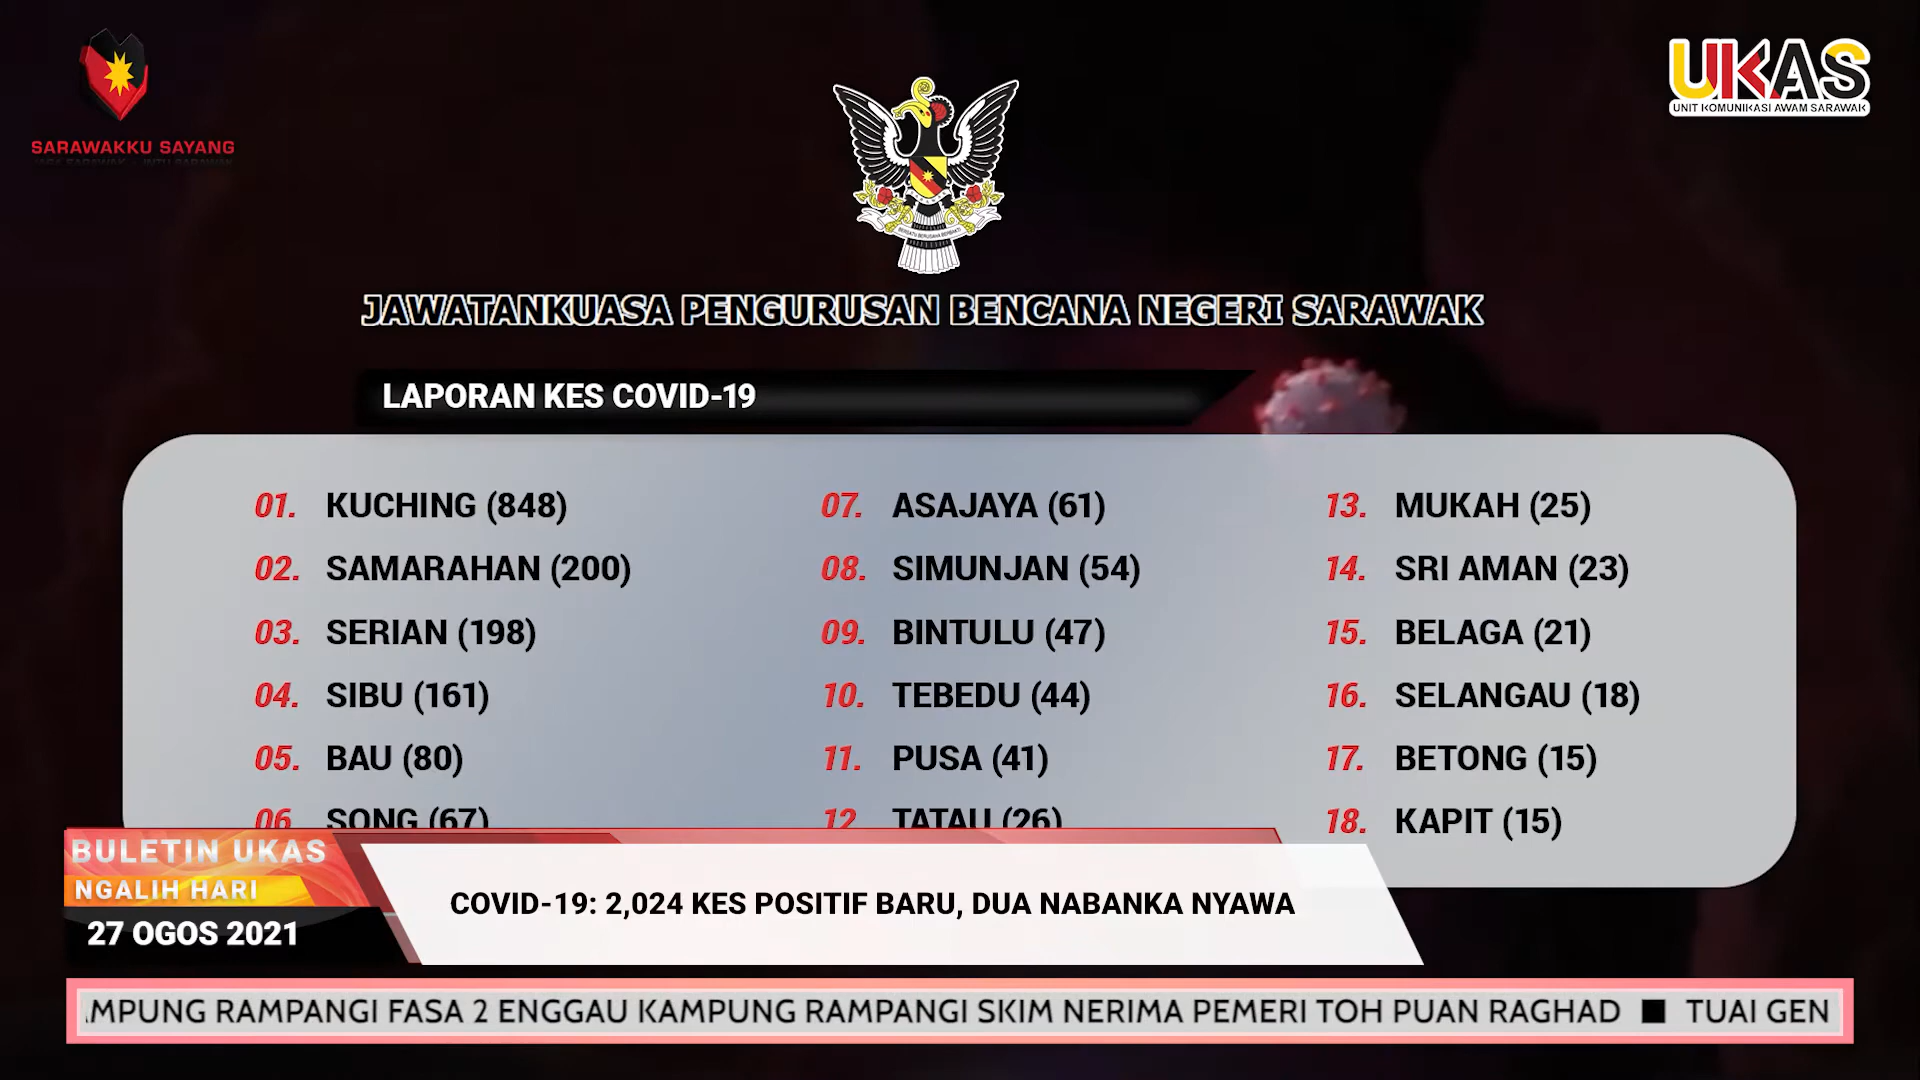 SARAWAKKU SAYANG
UKAS
UNIT KOMUNIKASI AWAM SARAWAK
BERSATU BERUSAHA BERBAKTI
JAWATANKUASA PENGURUSAN BENCANA NEGERI SARAWAK
LAPORAN KES COVID-19
01. KUCHING (848)
02. SAMARAHAN (200)
03. SERIAN (198)
04. SIBU (161)
05. BAU (80)
06. SONG (67)
07. ASAJAYA (61)
08. SIMUNJAN (54)
09. BINTULU (47)
10. TEBEDU (44)
11. PUSA (41)
12. TATAU (26)
13. MUKAH (25)
14. SRI AMAN (23)
15. BELAGA (21)
16. SELANGAU (18)
17. BETONG (15)
18. KAPIT (15)
BULETIN UKAS
NGALIH HARI
27 OGOS 2021
COVID-19: 2,024 KES POSITIF BARU, DUA NABANKA NYAWA
MPUNG RAMPANGI FASA 2 ENGGAU KAMPUNG RAMPANGI SKIM NERIMA PEMERI TOH PUAN RAGHAD ■ TUAI GEN